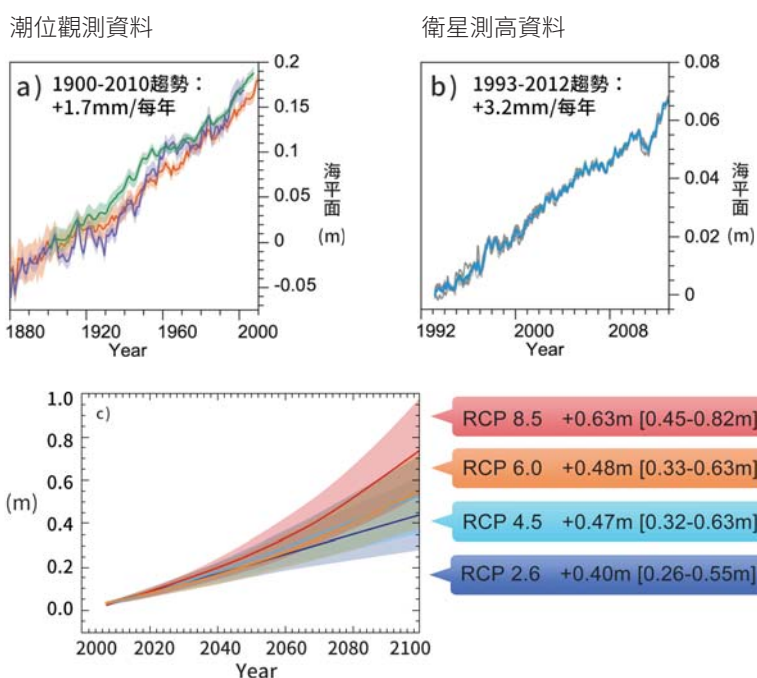 潮位觀測資料
衛星測高資料
a) 1900-2010趨勢：
+1.7mm/每年
0.2
0.15
0.1
0.05
0
-0.05
海平面
(m)
1880 1920 1960 2000
Year
b) 1993-2012趨勢：
+3.2mm/每年
0.08
0.06
0.04
0.02
0
海平面
(m)
1992 2000 2008
Year
c)
1.0
0.8
0.6
0.4
0.2
0.0
(m)
2000 2020 2040 2060 2080 2100
Year
RCP 8.5 +0.63m [0.45-0.82m]
RCP 6.0 +0.48m [0.33-0.63m]
RCP 4.5 +0.47m [0.32-0.63m]
RCP 2.6 +0.40m [0.26-0.55m]